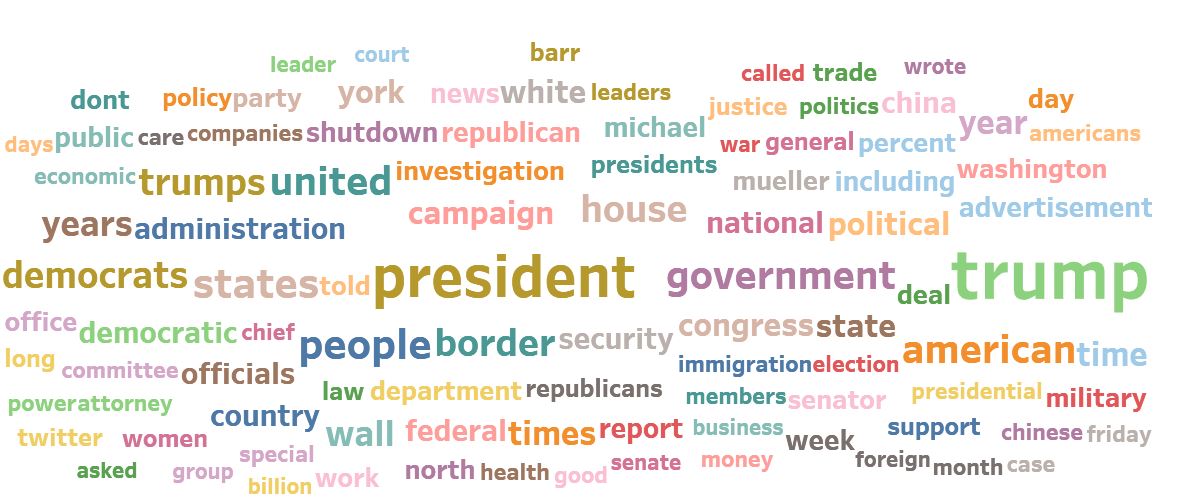 barr
leader court
called trade wrote
dont policy party york news white leaders justice politics china day
days public care companies shutdown republican michael war general percent year americans
economic trumps united investigation presidents mueller including washington
years administration campaign house national political advertisement
democrats states told president government deal trump
office democratic chief people border security congress state
long committee officials immigration election american time
power attorney law department republicans members senator presidential military
twitter women country wall federal times report business week support chinese friday
asked group special billion work north health good senate money foreign month case